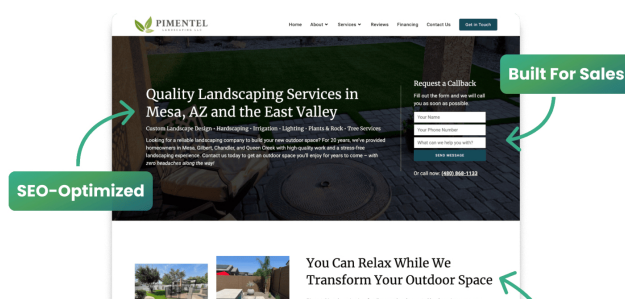 PIMENTEL
LANDSCAPING LLC
Home About Services Reviews Financing Contact Us Get in Touch
Built For Sales
Request a Callback
Fill out the form and we will call
you as soon as possible.
Your Name
Your Phone Number
What can we help you with?
SEND MESSAGE
Or call now: (480) 868-1133
Quality Landscaping Services in
Mesa, AZ and the East Valley
Custom Landscape Design - Hardscaping - Irrigation - Lighting - Plants & Rock - Tree Services
Looking for a reliable landscaping company to build your new outdoor space? For 20 years, we've provided
homeowners in Mesa, Gilbert, Chandler, and Queen Creek with high quality work and a stress-free
landscaping experience. Contact us today to get an outdoor space you'll enjoy for years to come – with
zero headaches along the way!
SEO-Optimized
You Can Relax While We
Transform Your Outdoor Space